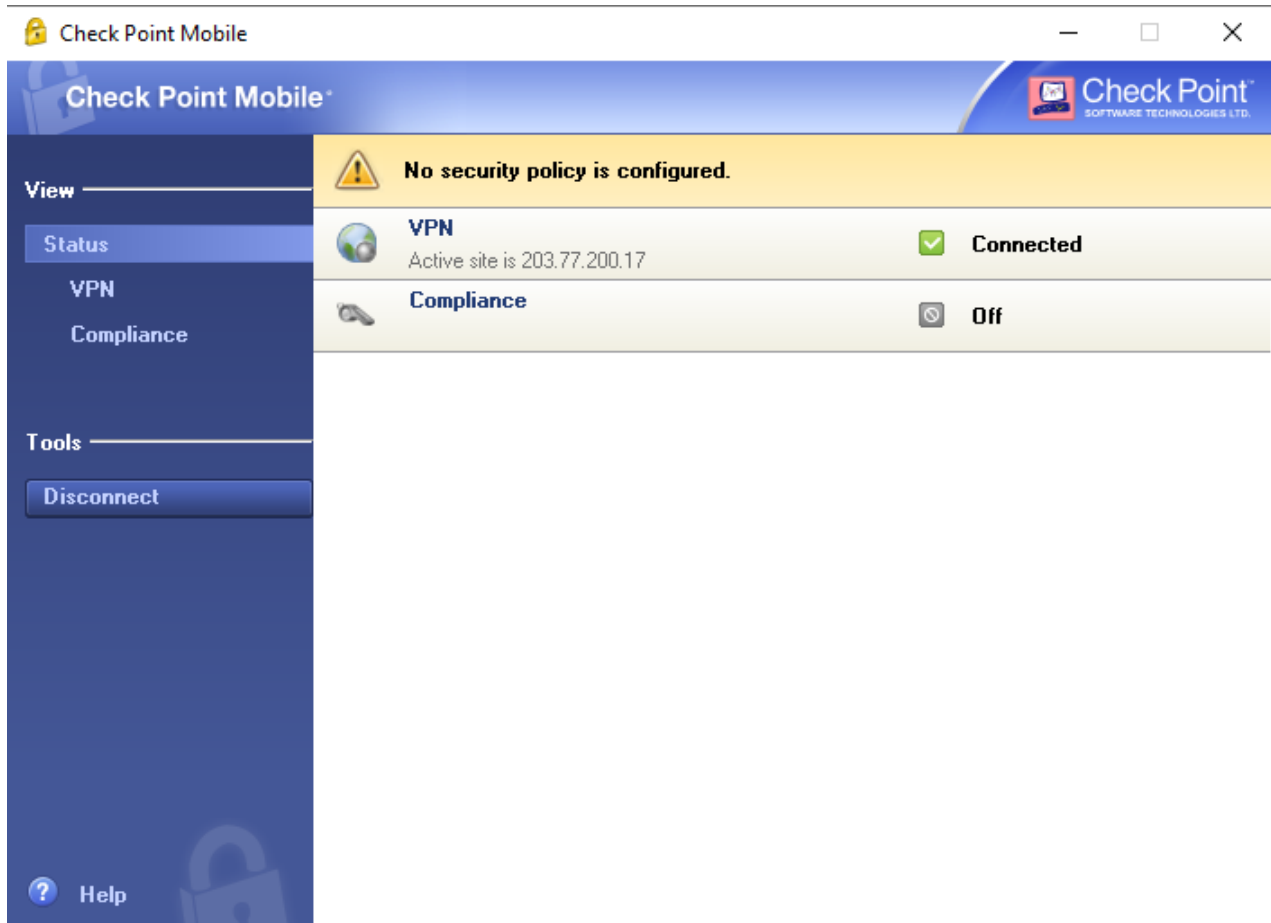 Check Point Mobile
Check Point Mobile
Check Point™
SOFTWARE TECHNOLOGIES LTD.
View
Status
VPN
Compliance
Tools
Disconnect
Help
No security policy is configured.
VPN
Active site is 203.77.200.17
Connected
Compliance
Off